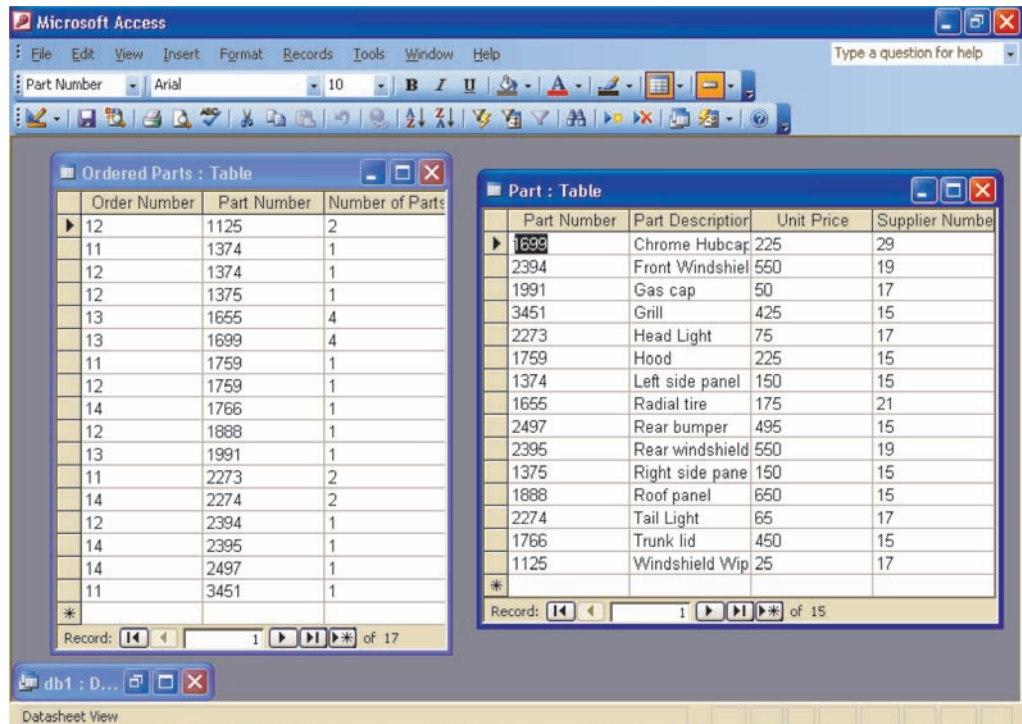 Microsoft Access
File Edit View Insert Format Records Tools Window Help Type a question for help
Part Number Arial 10 B I U A
Ordered Parts : Table
Order Number Part Number Number of Parts
12 1125 2
11 1374 1
12 1374 1
12 1375 1
13 1655 4
13 1699 4
11 1759 1
12 1759 1
14 1766 1
12 1888 1
13 1991 1
11 2273 2
14 2274 2
12 2394 1
14 2395 1
14 2497 1
11 3451 1
Record: 1 of 17
Part : Table
Part Number Part Description Unit Price Supplier Numbe
1699 Chrome Hubcap 225 29
2394 Front Windshiel 550 19
1991 Gas cap 50 17
3451 Grill 425 15
2273 Head Light 75 17
1759 Hood 225 15
1374 Left side panel 150 15
1655 Radial tire 175 21
2497 Rear bumper 495 15
2395 Rear windshield 550 19
1375 Right side pane 150 15
1888 Roof panel 650 15
2274 Tail Light 65 17
1766 Trunk lid 450 15
1125 Windshield Wip 25 17
Record: 1 of 15
db1 : D...
Datasheet View